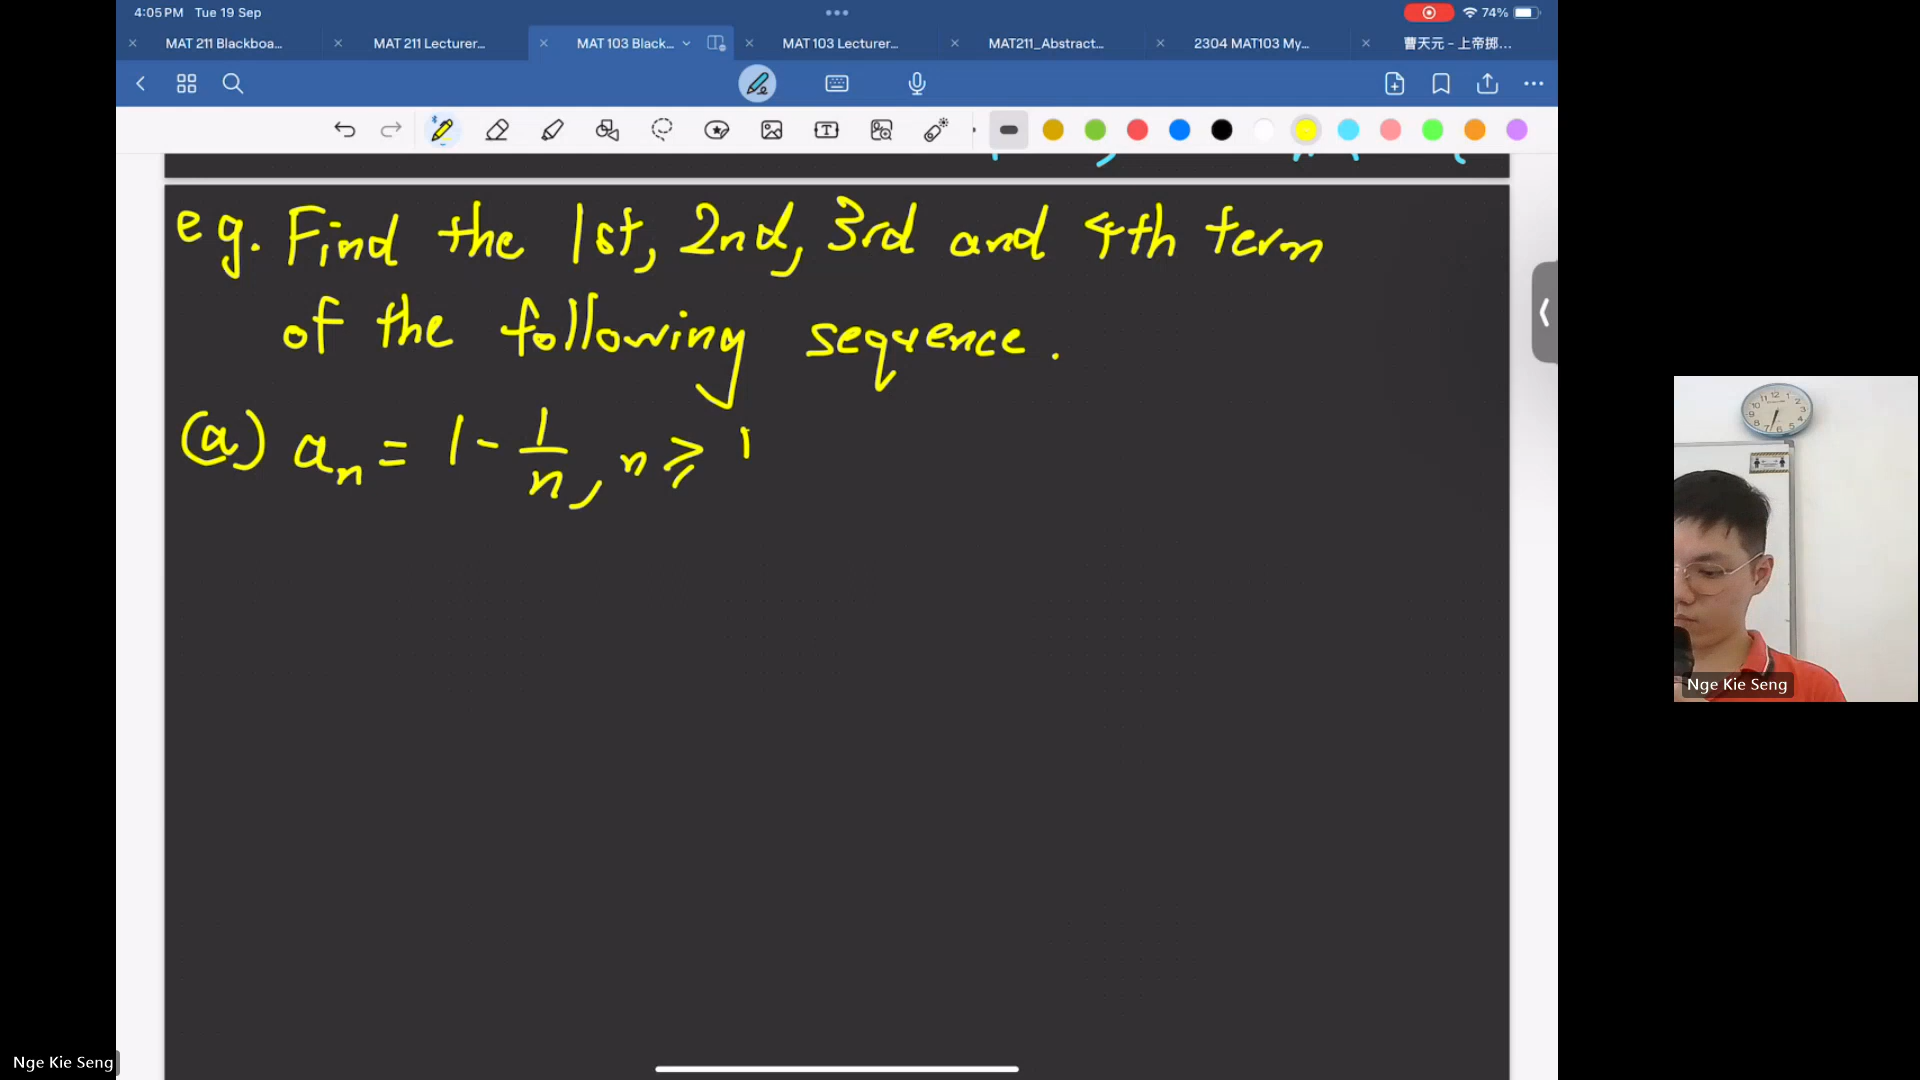 4:05 PM Tue 19 Sep
74%
MAT 211 Blackboa...
MAT 211 Lecturer...
MAT 103 Black...
MAT 103 Lecturer...
MAT211_Abstract...
2304 MAT103 My...
曹天元 - 上帝掷...
eg. Find the 1st, 2nd, 3rd and 4th term
of the following sequence.
(a) aₙ = 1 - 1/n, n ⩾ 1
Nge Kie Seng
Nge Kie Seng